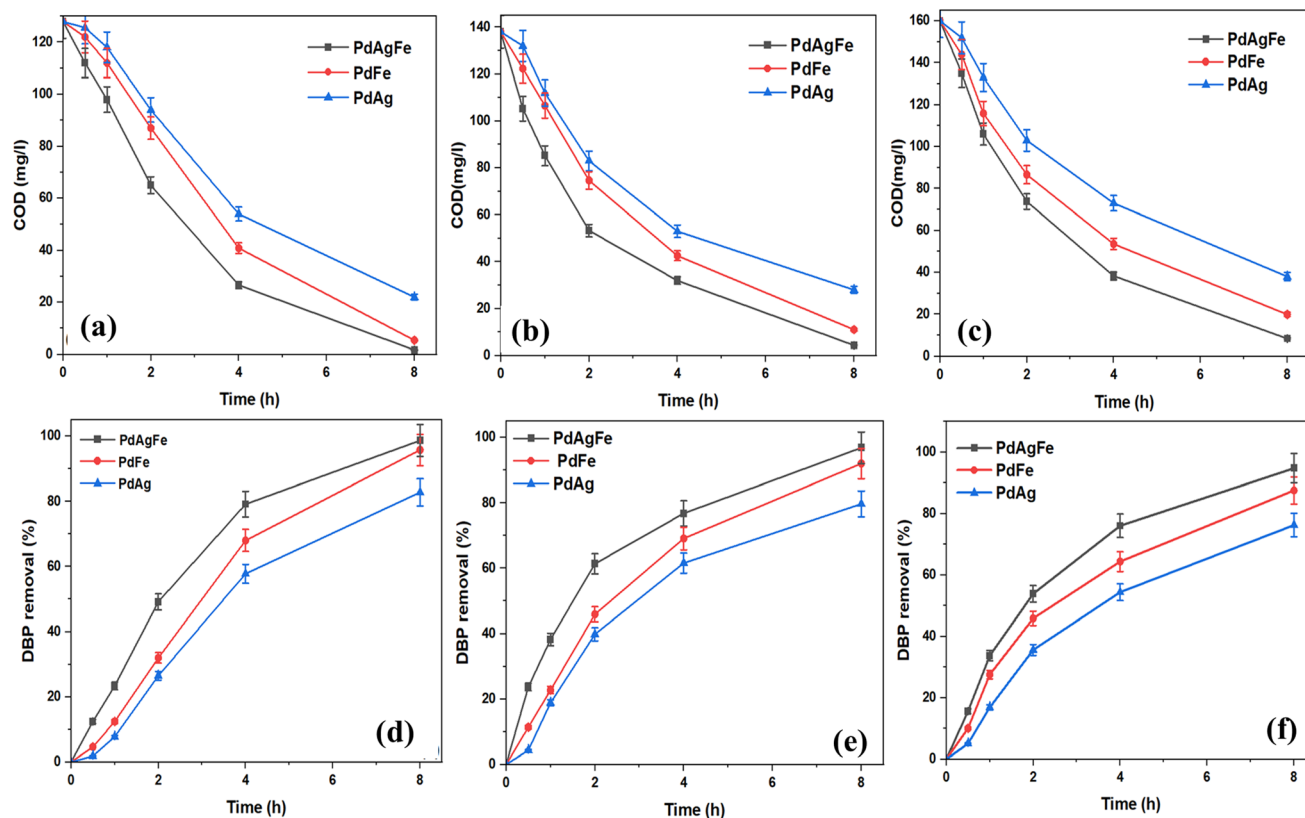 120
100
80
60
40
20
0
COD (mg/l)
PdAgFe
PdFe
PdAg
(a)
0 2 4 6 8
Time (h)
140
120
100
80
60
40
20
0
COD(mg/l)
PdAgFe
PdFe
PdAg
(b)
0 2 4 6 8
Time (h)
160
140
120
100
80
60
40
20
0
COD(mg/l)
PdAgFe
PdFe
PdAg
(c)
0 2 4 6 8
Time (h)
100
80
60
40
20
0
DBP removal (%)
PdAgFe
PdFe
PdAg
(d)
0 2 4 6 8
Time (h)
100
80
60
40
20
0
DBP removal (%)
PdAgFe
PdFe
PdAg
(e)
0 2 4 6 8
Time (h)
100
80
60
40
20
0
DBP removal (%)
PdAgFe
PdFe
PdAg
(f)
0 2 4 6 8
Time (h)